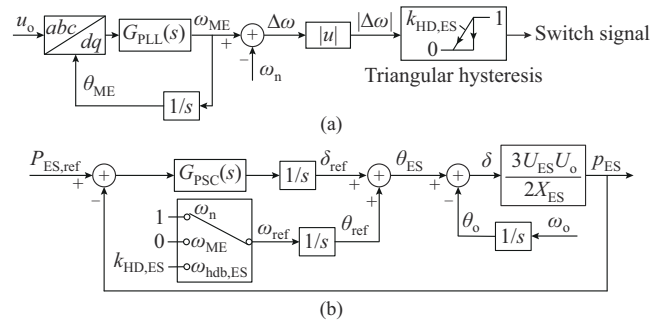 u_o
abc
dq
G_PLL(s)
ω_ME
+
−
+
Δω
ω_n
|u|
|Δω|
k_HD,ES
1
0
Switch signal
Triangular hysteresis
θ_ME
1/s
(a)
P_ES,ref
+
−
+
G_PSC(s)
1/s
δ_ref
+
+
+
θ_ES
+
−
+
δ
3U_ES U_o
2X_ES
p_ES
1
ω_n
0
ω_ME
k_HD,ES
ω_hdb,ES
ω_ref
1/s
θ_ref
θ_o
1/s
ω_o
(b)